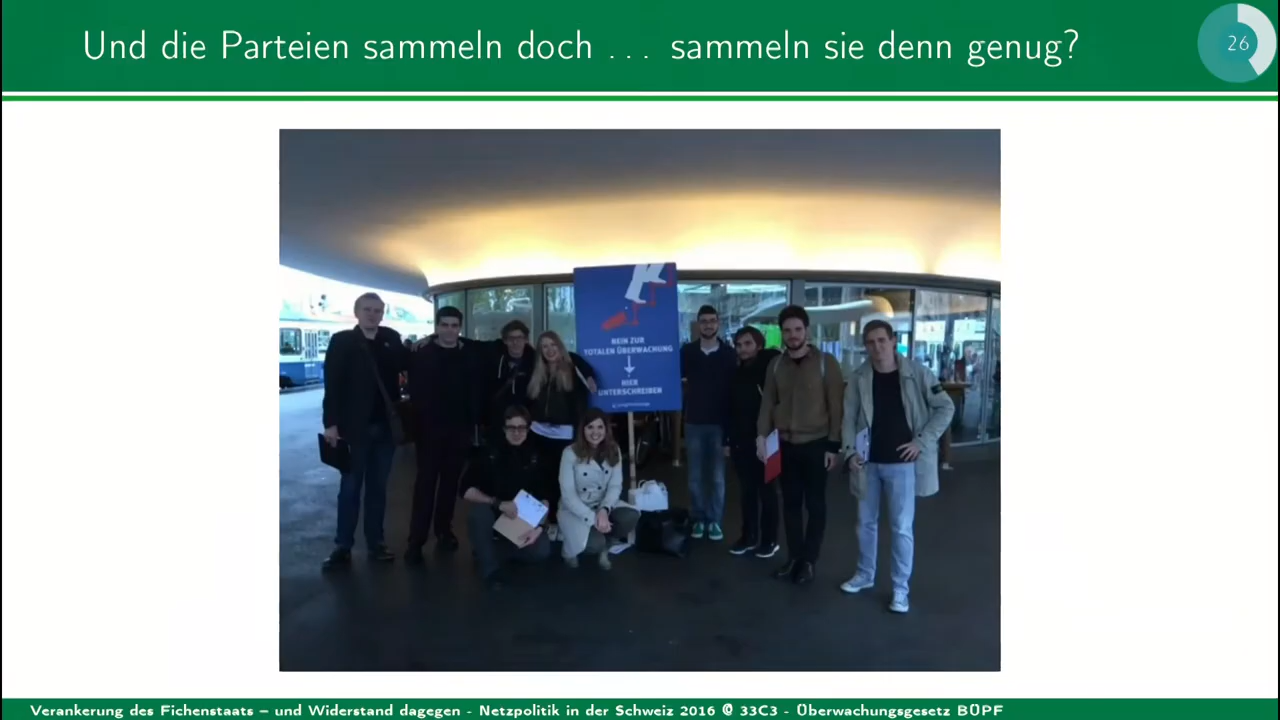 Und die Parteien sammeln doch ... sammeln sie denn genug?
26
NEIN ZUR
TOTALEN ÜBERWACHUNG
HIER
UNTERSCHREIBEN
Verankerung des Fichenstaats – und Widerstand dagegen - Netzpolitik in der Schweiz 2016 @ 33C3 - Überwachungsgesetz BÜPF